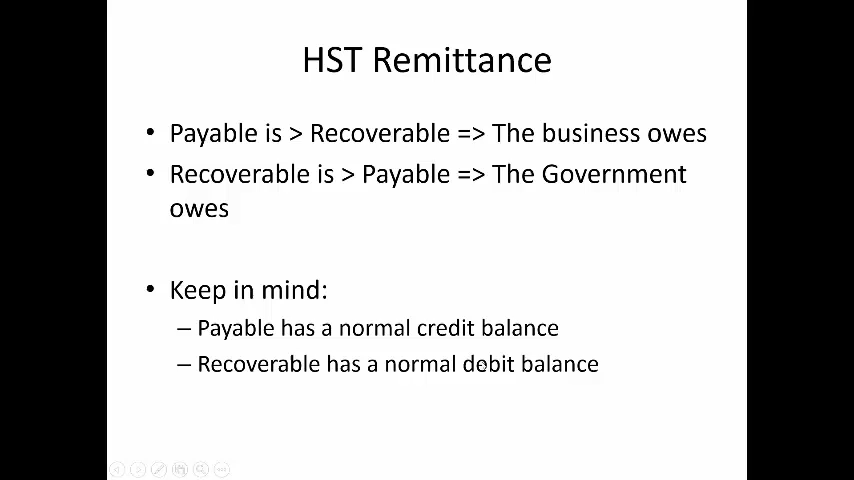 HST Remittance
• Payable is > Recoverable => The business owes
• Recoverable is > Payable => The Government
owes
• Keep in mind:
– Payable has a normal credit balance
– Recoverable has a normal debit balance